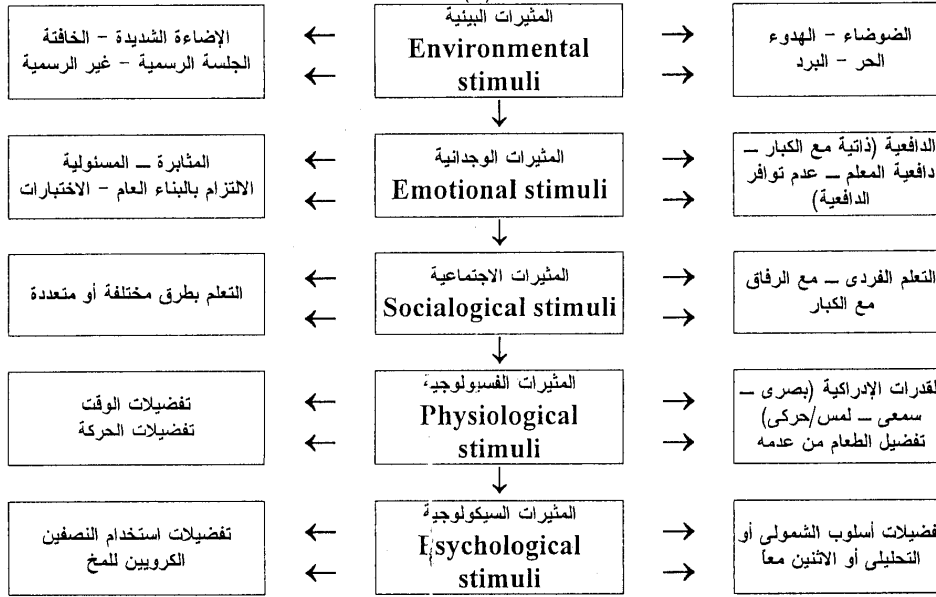 المثيرات البيئية
Environmental
stimuli
الضوضاء – الهدوء
الحر – البرد
الإضاءة الشديدة – الخافتة
الجلسة الرسمية – غير الرسمية
المثيرات الوجدانية
Emotional stimuli
الدافعية (ذاتية مع الكبار –
دافعية المعلم – عدم توافر
الدافعية)
المثابرة – المسئولية
الالتزام بالبناء العام – الاختبارات
المثيرات الاجتماعية
Socialogical stimuli
التعلم الفردى – مع الرفاق
مع الكبار
التعلم بطرق مختلفة أو متعددة
المثيرات الفسيولوجية
Physiological
stimuli
لقدرات الإدراكية (بصرى –
سمعى – لمس/حركى)
تفضيل الطعام من عدمه
تفضيلات الوقت
تفضيلات الحركة
المثيرات السيكولوجية
Psychological
stimuli
فضيلات أسلوب الشمولى أو
التحليلى أو الاثنين معاً
تفضيلات استخدام النصفين
الكرويين للمخ